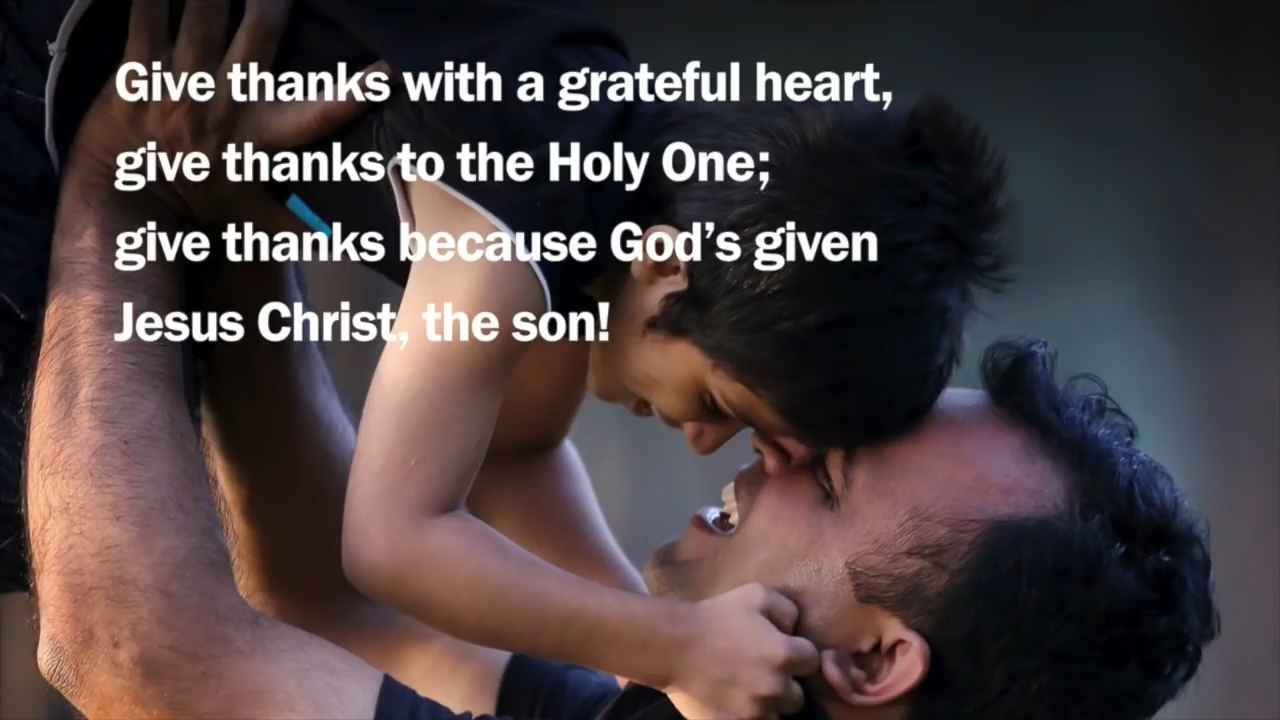 Give thanks with a grateful heart,
give thanks to the Holy One;
give thanks because God’s given
Jesus Christ, the son!